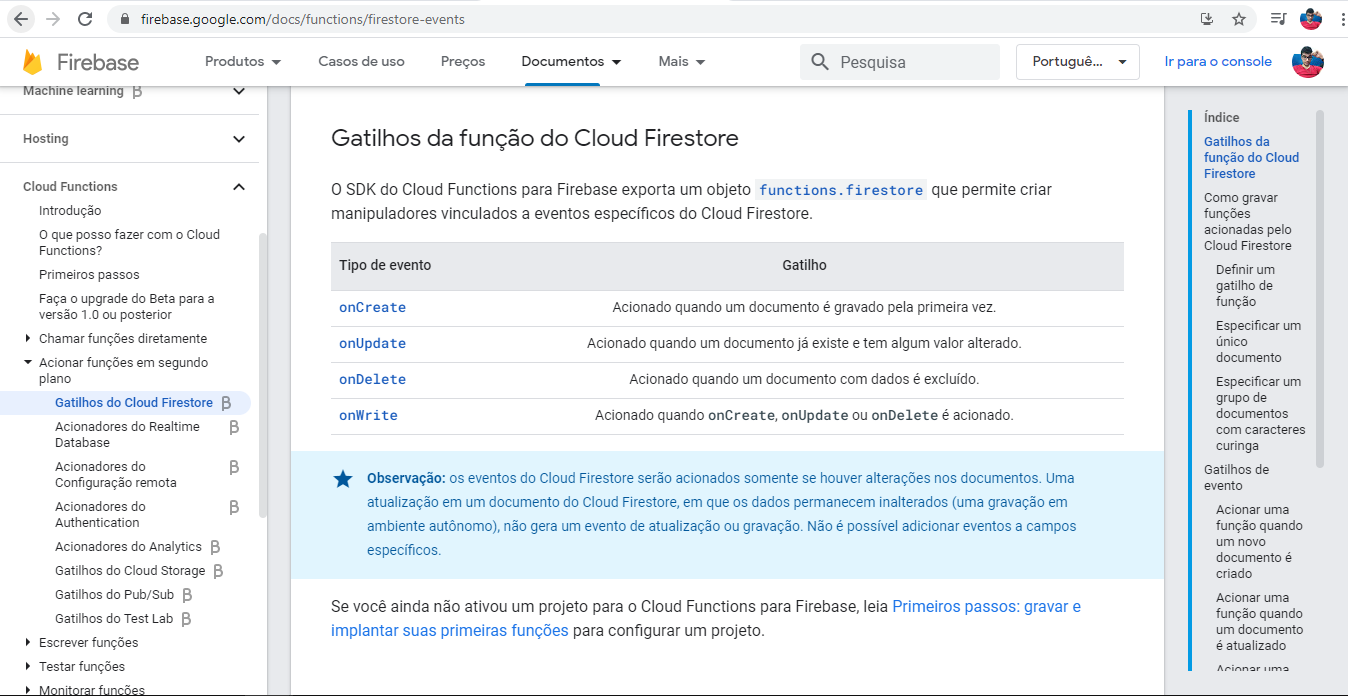 firebase.google.com/docs/functions/firestore-events
Firebase
Produtos
Casos de uso
Preços
Documentos
Mais
Pesquisa
Portuguê...
Ir para o console
Machine learning
Hosting
Cloud Functions
Introdução
O que posso fazer com o Cloud
Functions?
Primeiros passos
Faça o upgrade do Beta para a
versão 1.0 ou posterior
Chamar funções diretamente
Acionar funções em segundo
plano
Gatilhos do Cloud Firestore
Acionadores do Realtime
Database
Acionadores do
Configuração remota
Acionadores do
Authentication
Acionadores do Analytics
Gatilhos do Cloud Storage
Gatilhos do Pub/Sub
Gatilhos do Test Lab
Escrever funções
Testar funções
Monitorar funções
Gatilhos da função do Cloud Firestore
O SDK do Cloud Functions para Firebase exporta um objeto functions.firestore que permite criar
manipuladores vinculados a eventos específicos do Cloud Firestore.
Tipo de evento Gatilho
onCreate Acionado quando um documento é gravado pela primeira vez.
onUpdate Acionado quando um documento já existe e tem algum valor alterado.
onDelete Acionado quando um documento com dados é excluído.
onWrite Acionado quando onCreate, onUpdate ou onDelete é acionado.
Observação: os eventos do Cloud Firestore serão acionados somente se houver alterações nos documentos. Uma
atualização em um documento do Cloud Firestore, em que os dados permanecem inalterados (uma gravação em
ambiente autônomo), não gera um evento de atualização ou gravação. Não é possível adicionar eventos a campos
específicos.
Se você ainda não ativou um projeto para o Cloud Functions para Firebase, leia Primeiros passos: gravar e
implantar suas primeiras funções para configurar um projeto.
Índice
Gatilhos da
função do Cloud
Firestore
Como gravar
funções
acionadas pelo
Cloud Firestore
Definir um
gatilho de
função
Especificar um
único
documento
Especificar um
grupo de
documentos
com caracteres
curinga
Gatilhos de
evento
Acionar uma
função quando
um novo
documento é
criado
Acionar uma
função quando
um documento
é atualizado
Acionar uma